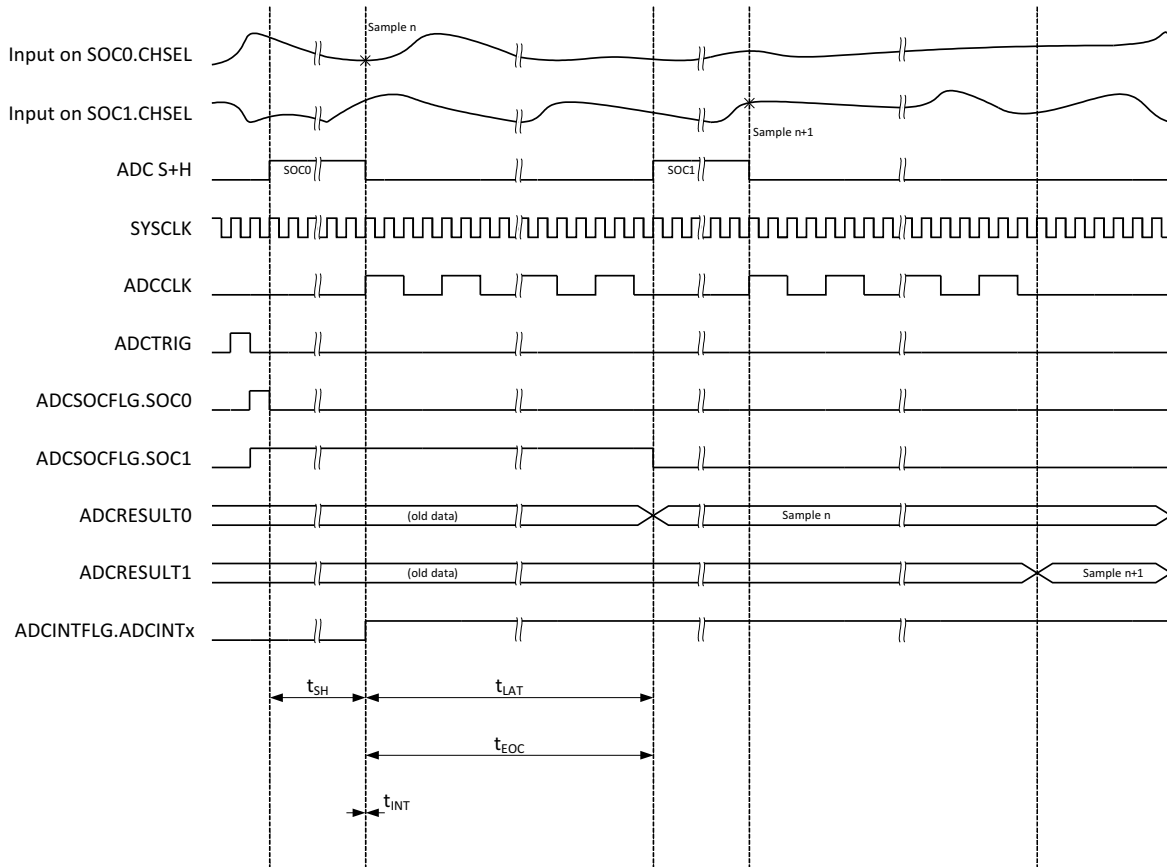 Sample n
Input on SOC0.CHSEL
Input on SOC1.CHSEL
Sample n+1
ADC S+H
SOC0
SOC1
SYSCLK
ADCCLK
ADCTRIG
ADCSOCFLG.SOC0
ADCSOCFLG.SOC1
ADCRESULT0
(old data)
Sample n
ADCRESULT1
(old data)
Sample n+1
ADCINTFLG.ADCINTx
tSH
tLAT
tEOC
tINT